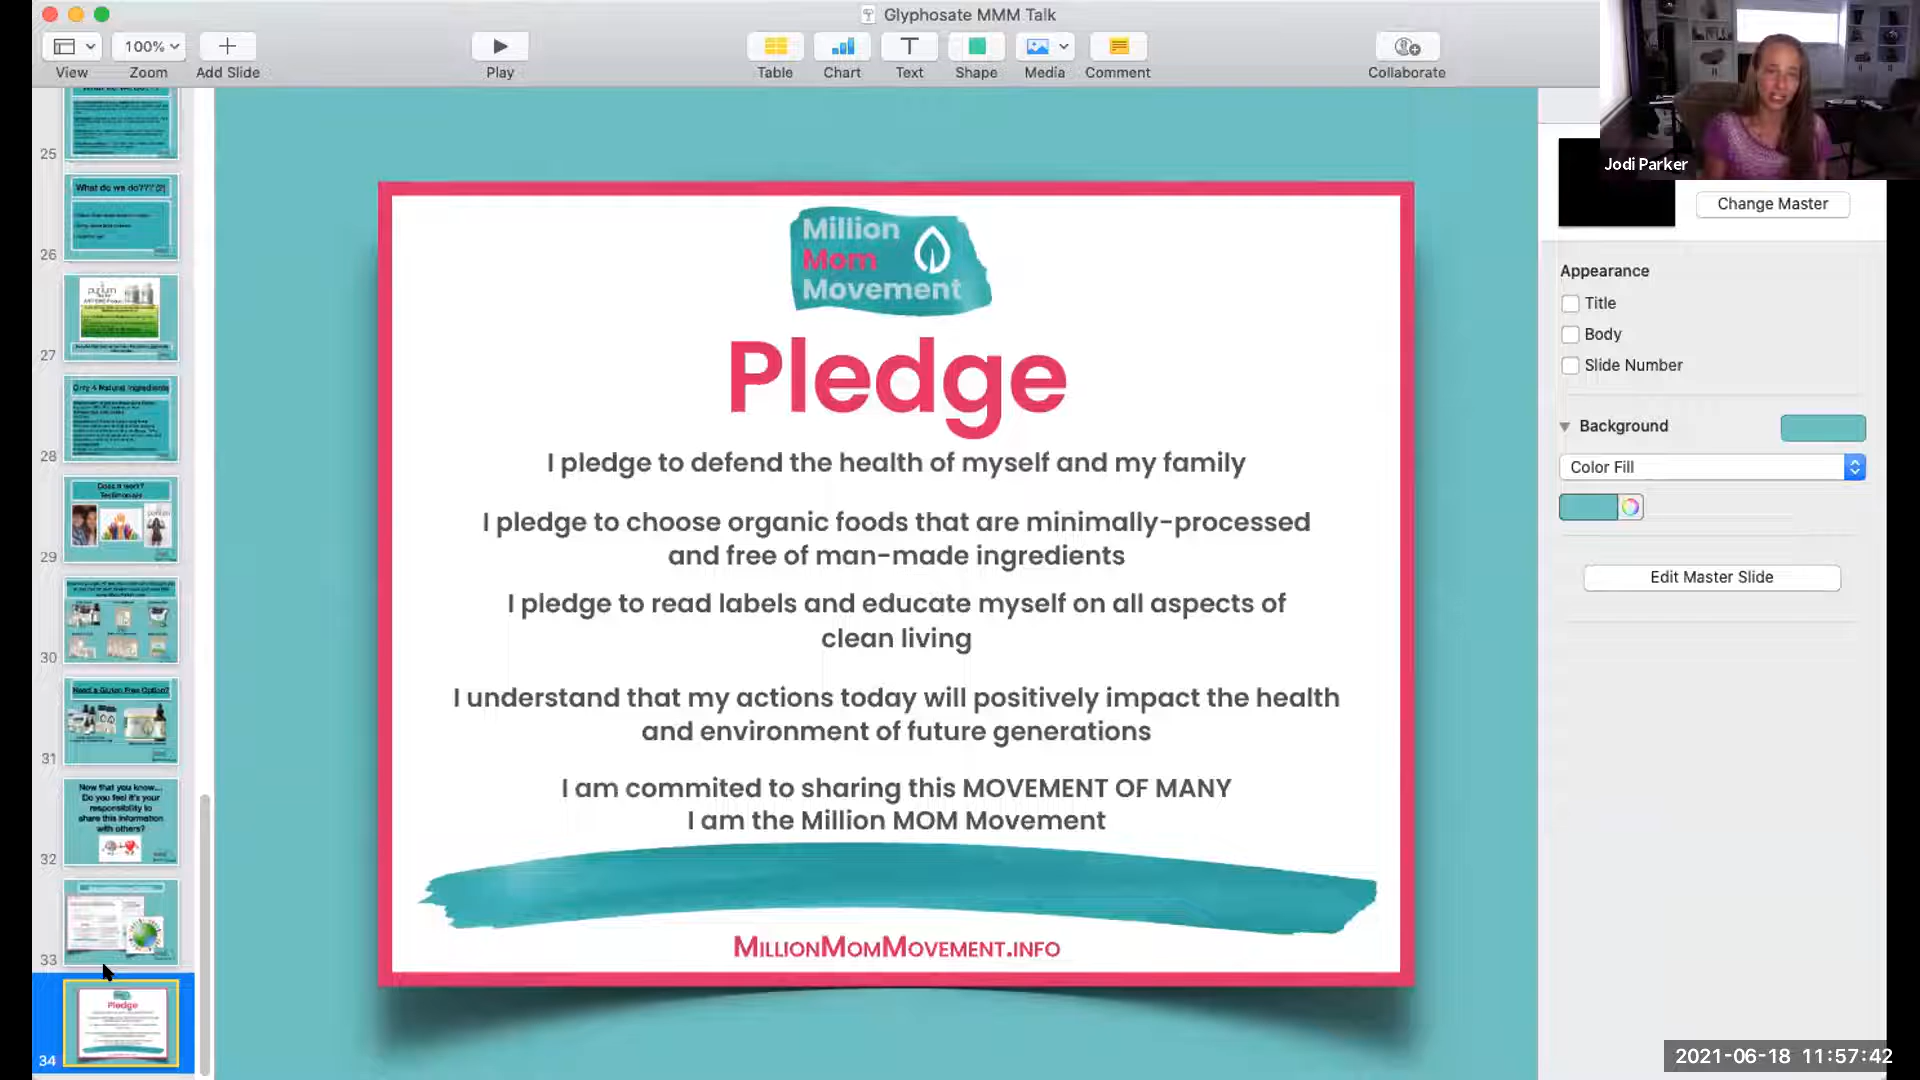 Glyphosate MMM Talk
View
100%
Zoom
Add Slide
Play
Table
Chart
Text
Shape
Media
Comment
Collaborate
Jodi Parker
Change Master
Appearance
Title
Body
Slide Number
Background
Color Fill
Edit Master Slide
25
What do we do??? (2)
26
purium
27
Only 4 Natural Ingredients
28
Does it work?
Testimonials
29
30
Need a Gluten Free Option?
31
Now that you know...
Do you feel it's your
responsibility to
share this information
with others?
32
33
Pledge
34
Million
Mom
Movement
Pledge
I pledge to defend the health of myself and my family
I pledge to choose organic foods that are minimally-processed
and free of man-made ingredients
I pledge to read labels and educate myself on all aspects of
clean living
I understand that my actions today will positively impact the health
and environment of future generations
I am commited to sharing this MOVEMENT OF MANY
I am the Million MOM Movement
MILLIONMOMMOVEMENT.INFO
2021-06-18 11:57:42